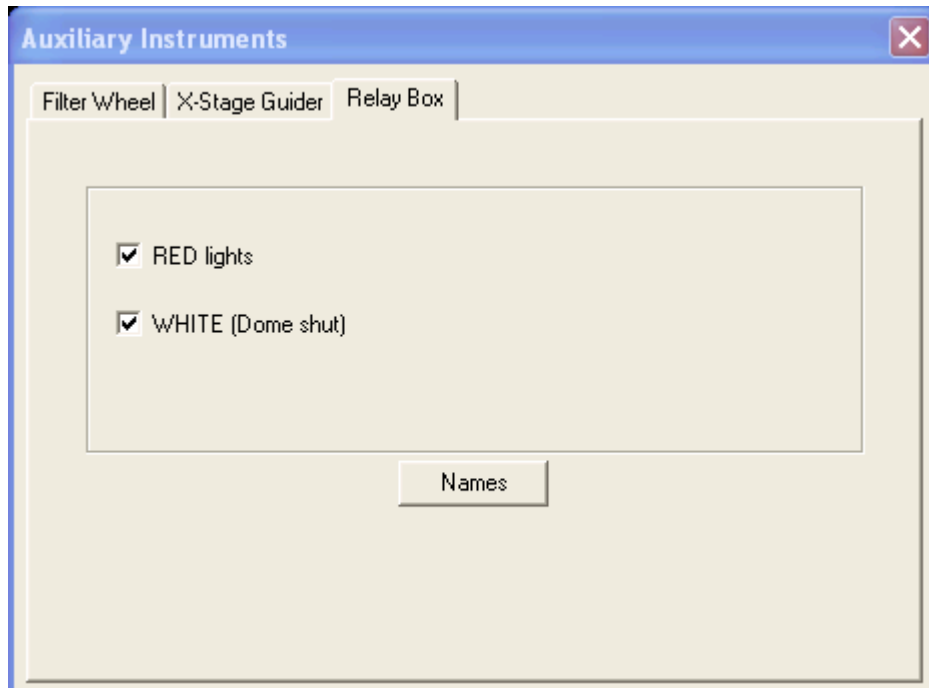 Auxiliary Instruments
Filter Wheel X-Stage Guider Relay Box
RED lights
WHITE (Dome shut)
Names